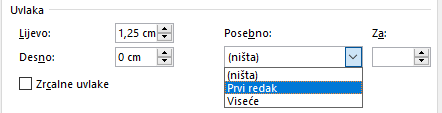 Uvlaka
Lijevo: 1,25 cm Posebno: Za:
Desno: 0 cm (ništa)
(ništa)
Zrcalne uvlake Prvi redak
Viseće